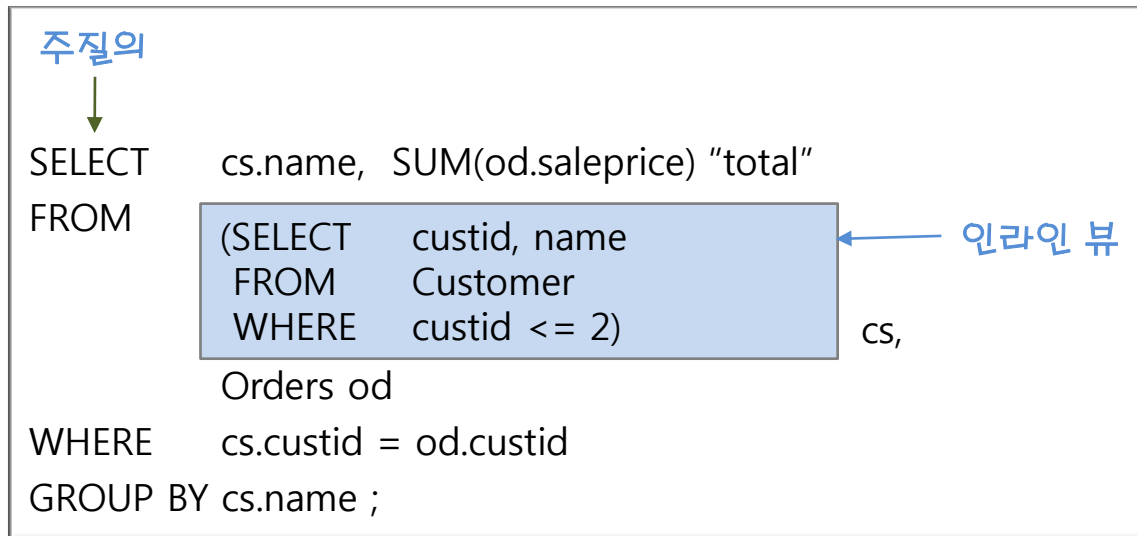 주질의
SELECT cs.name, SUM(od.saleprice) “total”
FROM
(SELECT custid, name
인라인 뷰
FROM Customer
WHERE custid <= 2)
cs,
Orders od
WHERE cs.custid = od.custid
GROUP BY cs.name ;